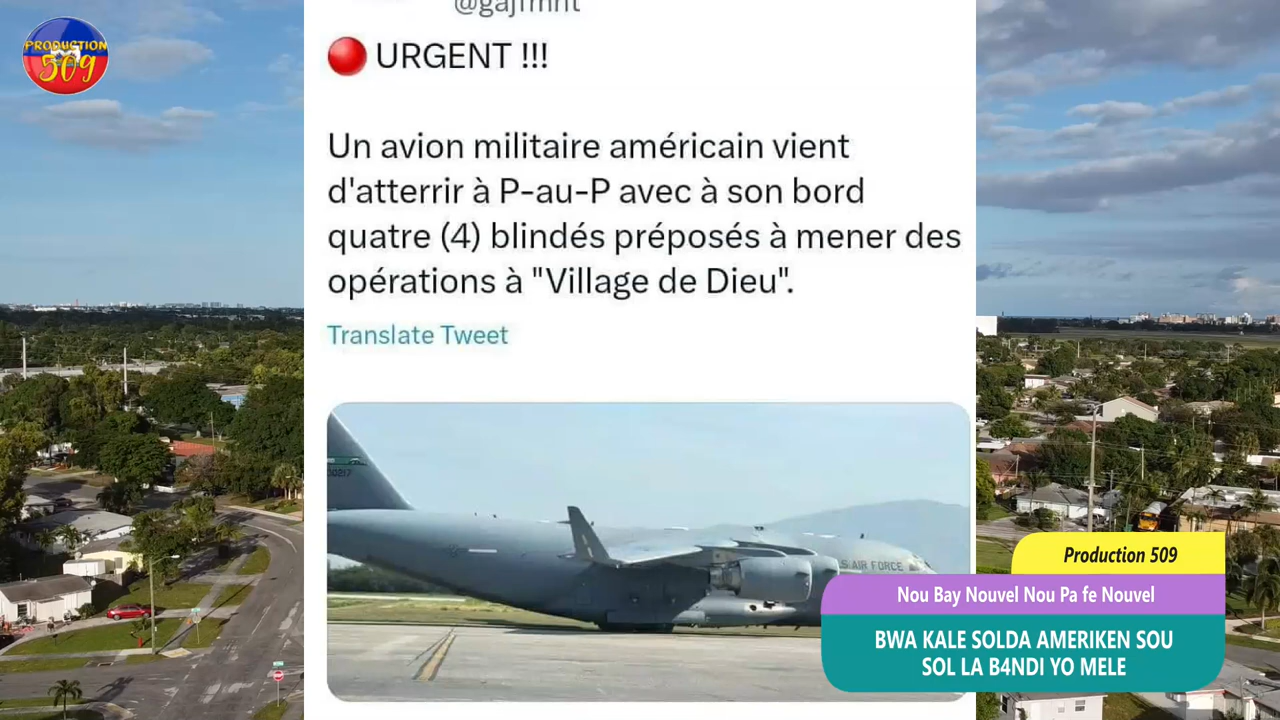 PRODUCTION
509
URGENT !!!
Un avion militaire américain vient
d'atterrir à P-au-P avec à son bord
quatre (4) blindés préposés à mener des
opérations à "Village de Dieu".
Translate Tweet
00217
U.S. AIR FORCE
Production 509
Nou Bay Nouvel Nou Pa fe Nouvel
BWA KALE SOLDA AMERIKEN SOU
SOL LA B4NDI YO MELE